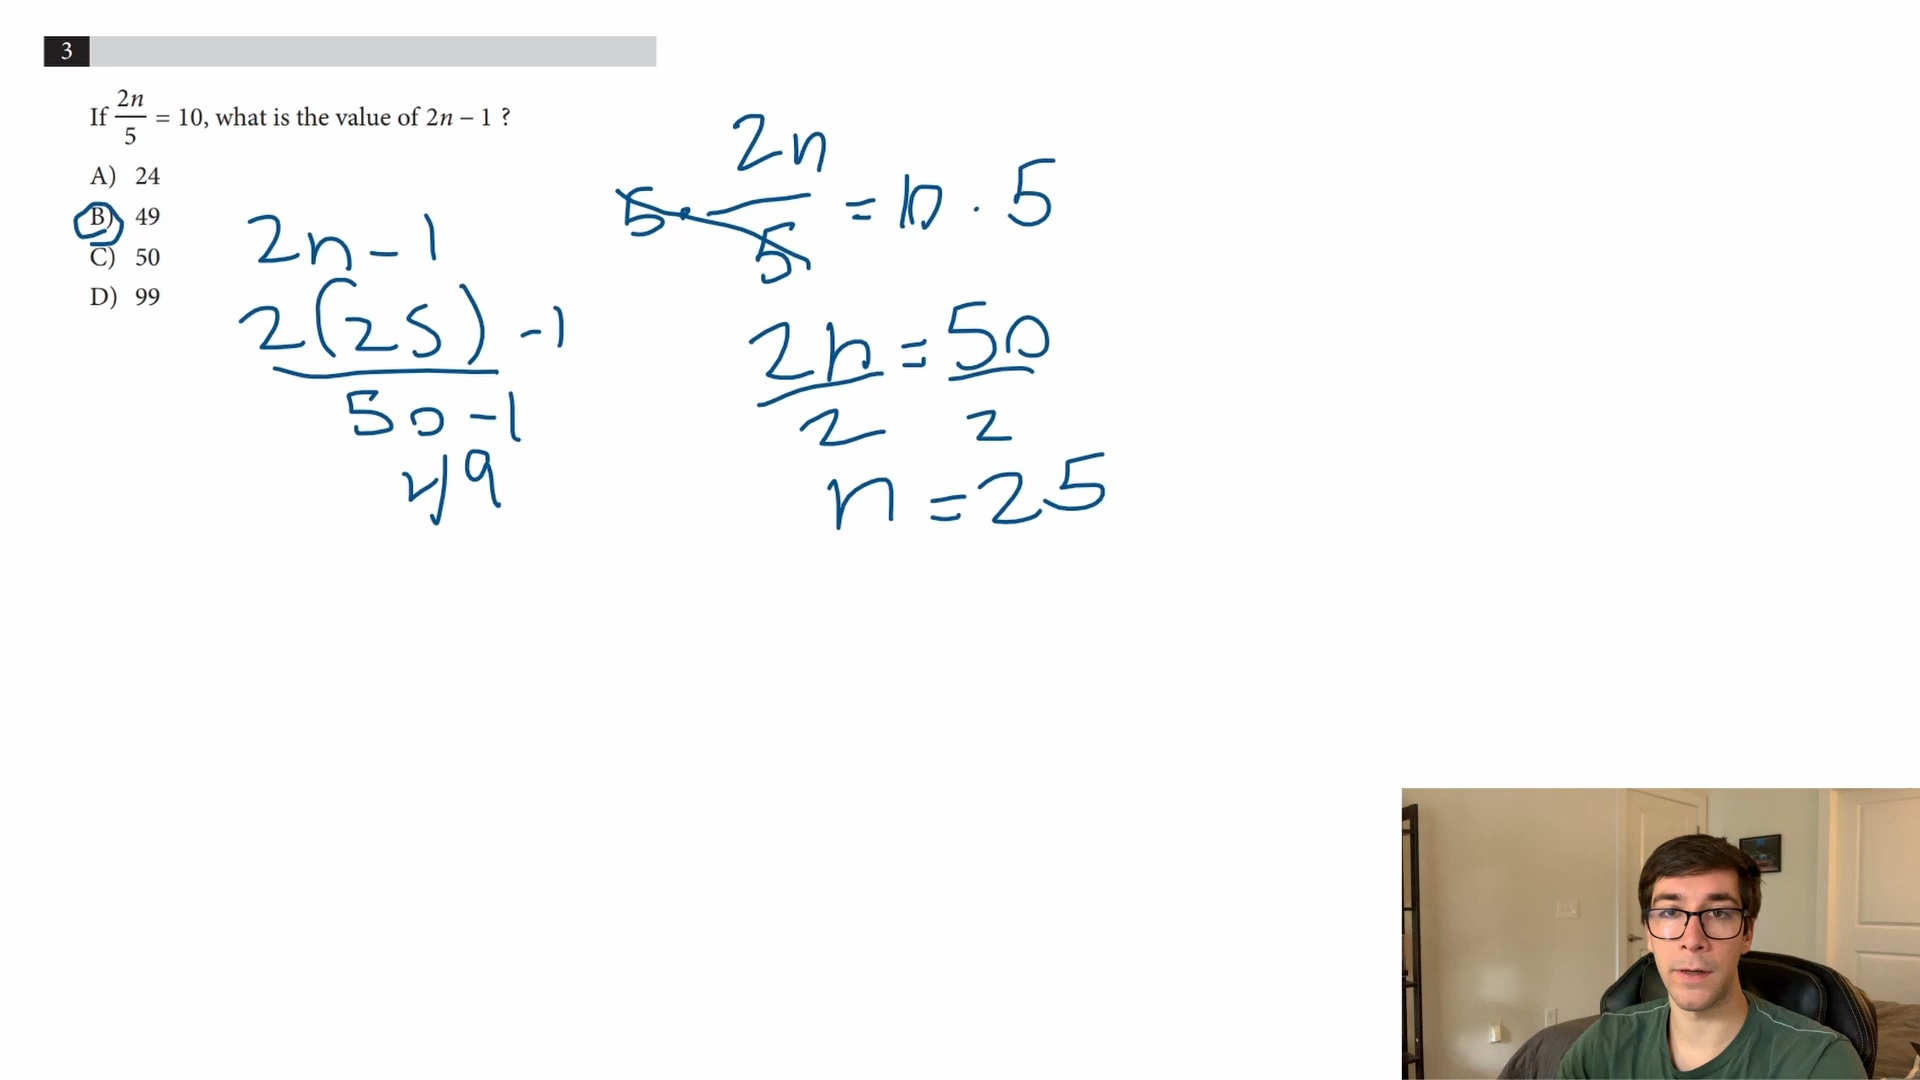 3
If 2n/5 = 10, what is the value of 2n – 1 ?
A) 24
B) 49
C) 50
D) 99
2n - 1
2(25) - 1
50 - 1
49
5 · 2n/5 = 10 · 5
2n/2 = 50/2
n = 25